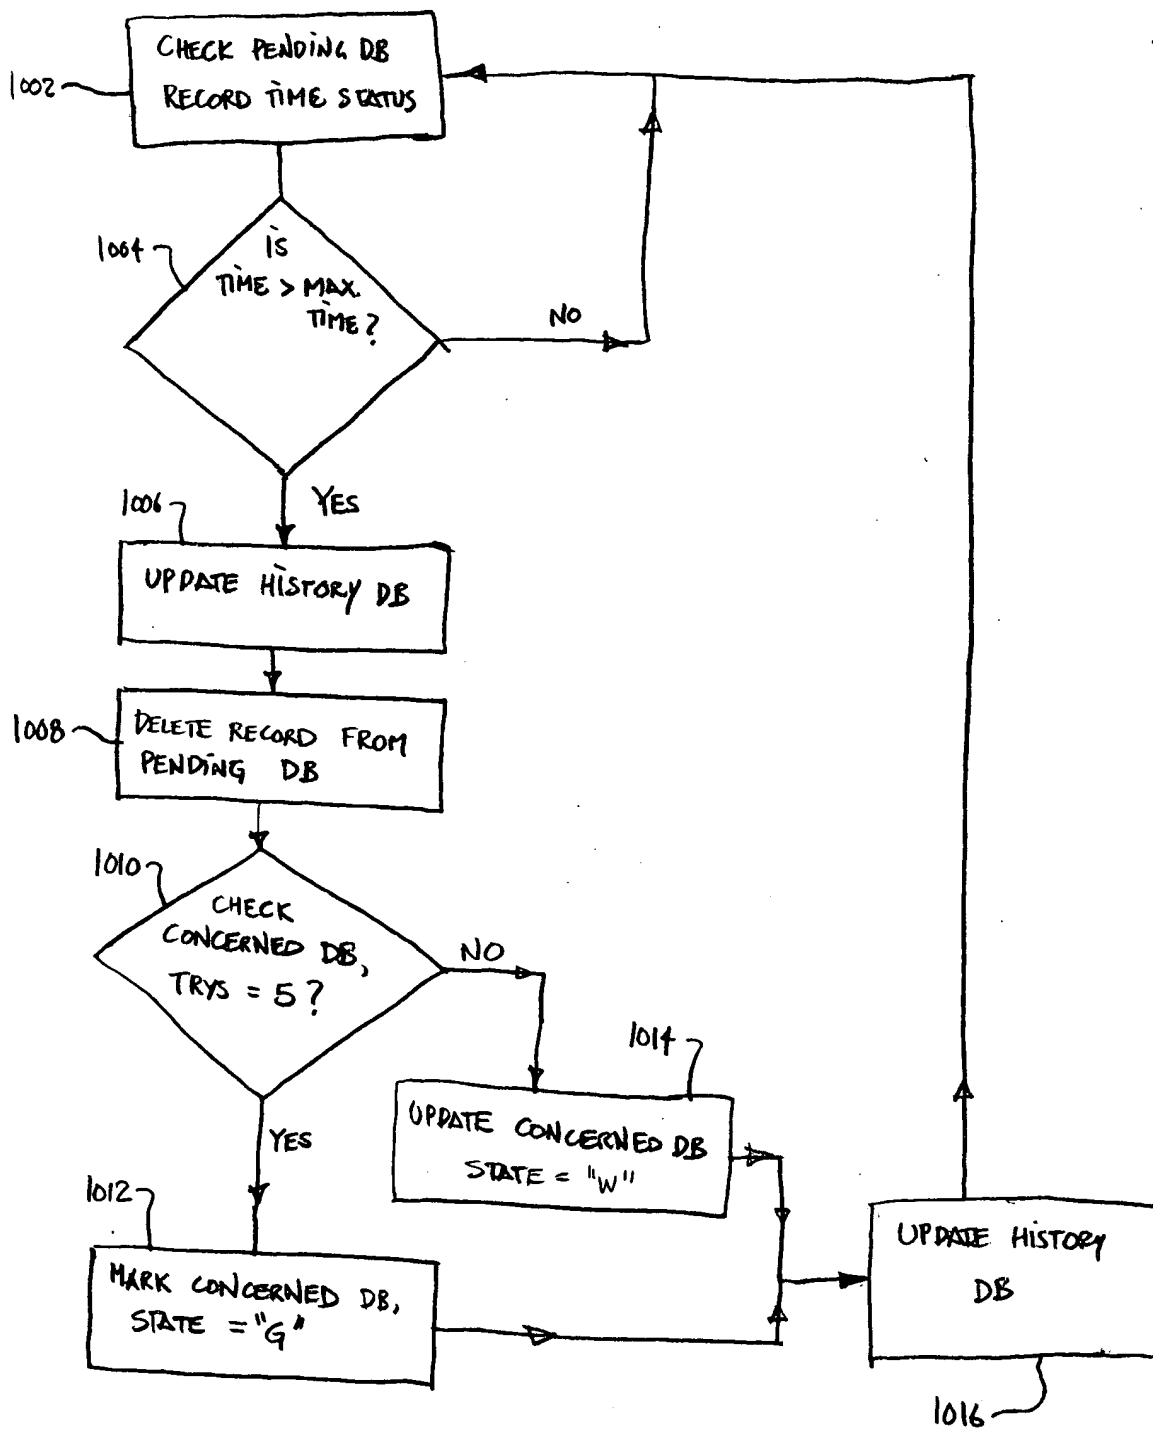 CHECK PENDING DB
RECORD TIME STATUS
1002
1004
IS
TIME > MAX.
TIME?
NO
YES
1006
UPDATE HISTORY DB
1008
DELETE RECORD FROM
PENDING DB
1010
CHECK
CONCERNED DB,
TRYS = 5?
NO
YES
1014
UPDATE CONCERNED DB
STATE = "W"
1012
MARK CONCERNED DB,
STATE = "G"
UPDATE HISTORY
DB
1016